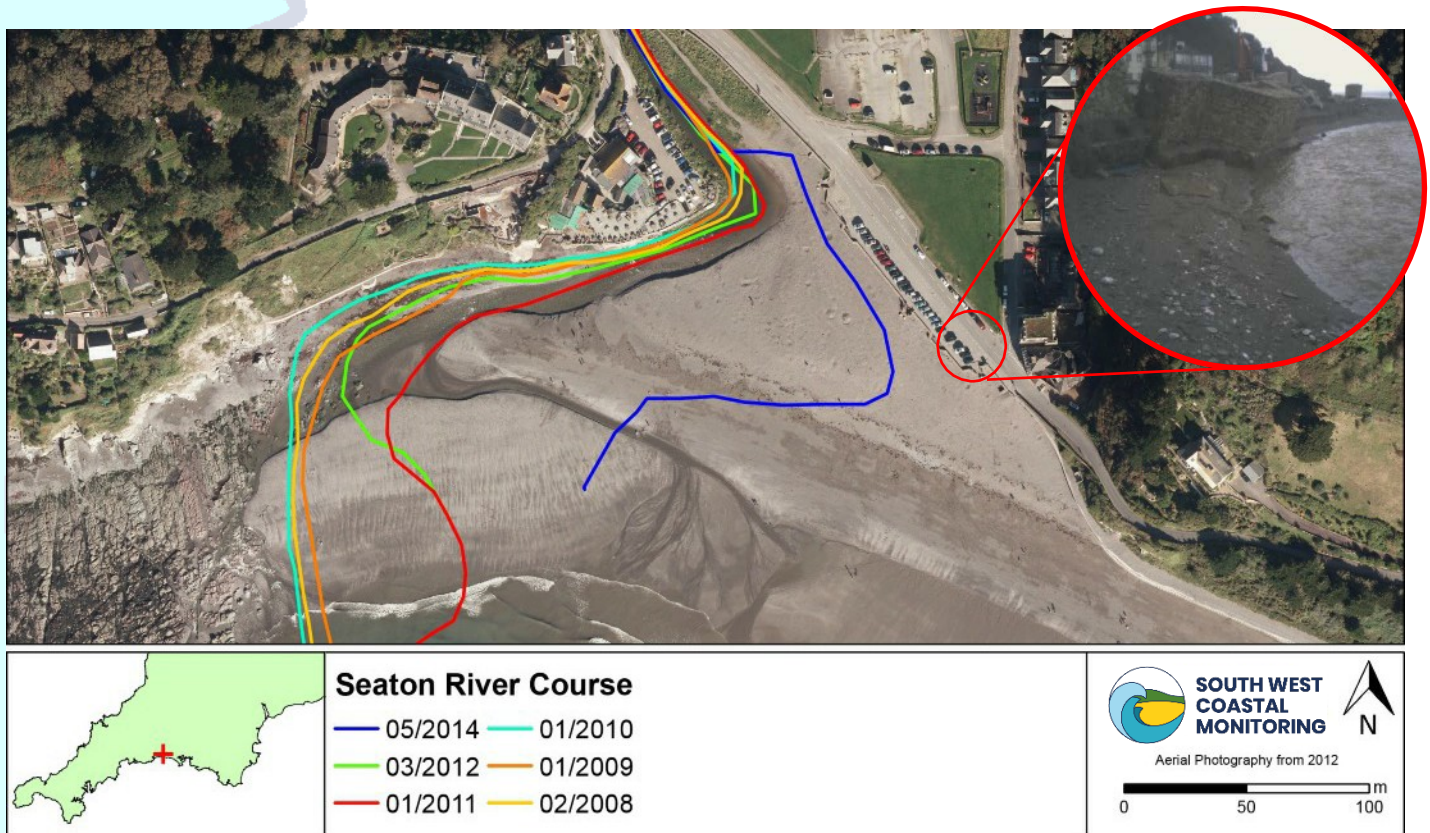 Seaton River Course
05/2014
01/2010
03/2012
01/2009
01/2011
02/2008
SOUTH WEST
COASTAL
MONITORING
N
Aerial Photography from 2012
m
0 50 100